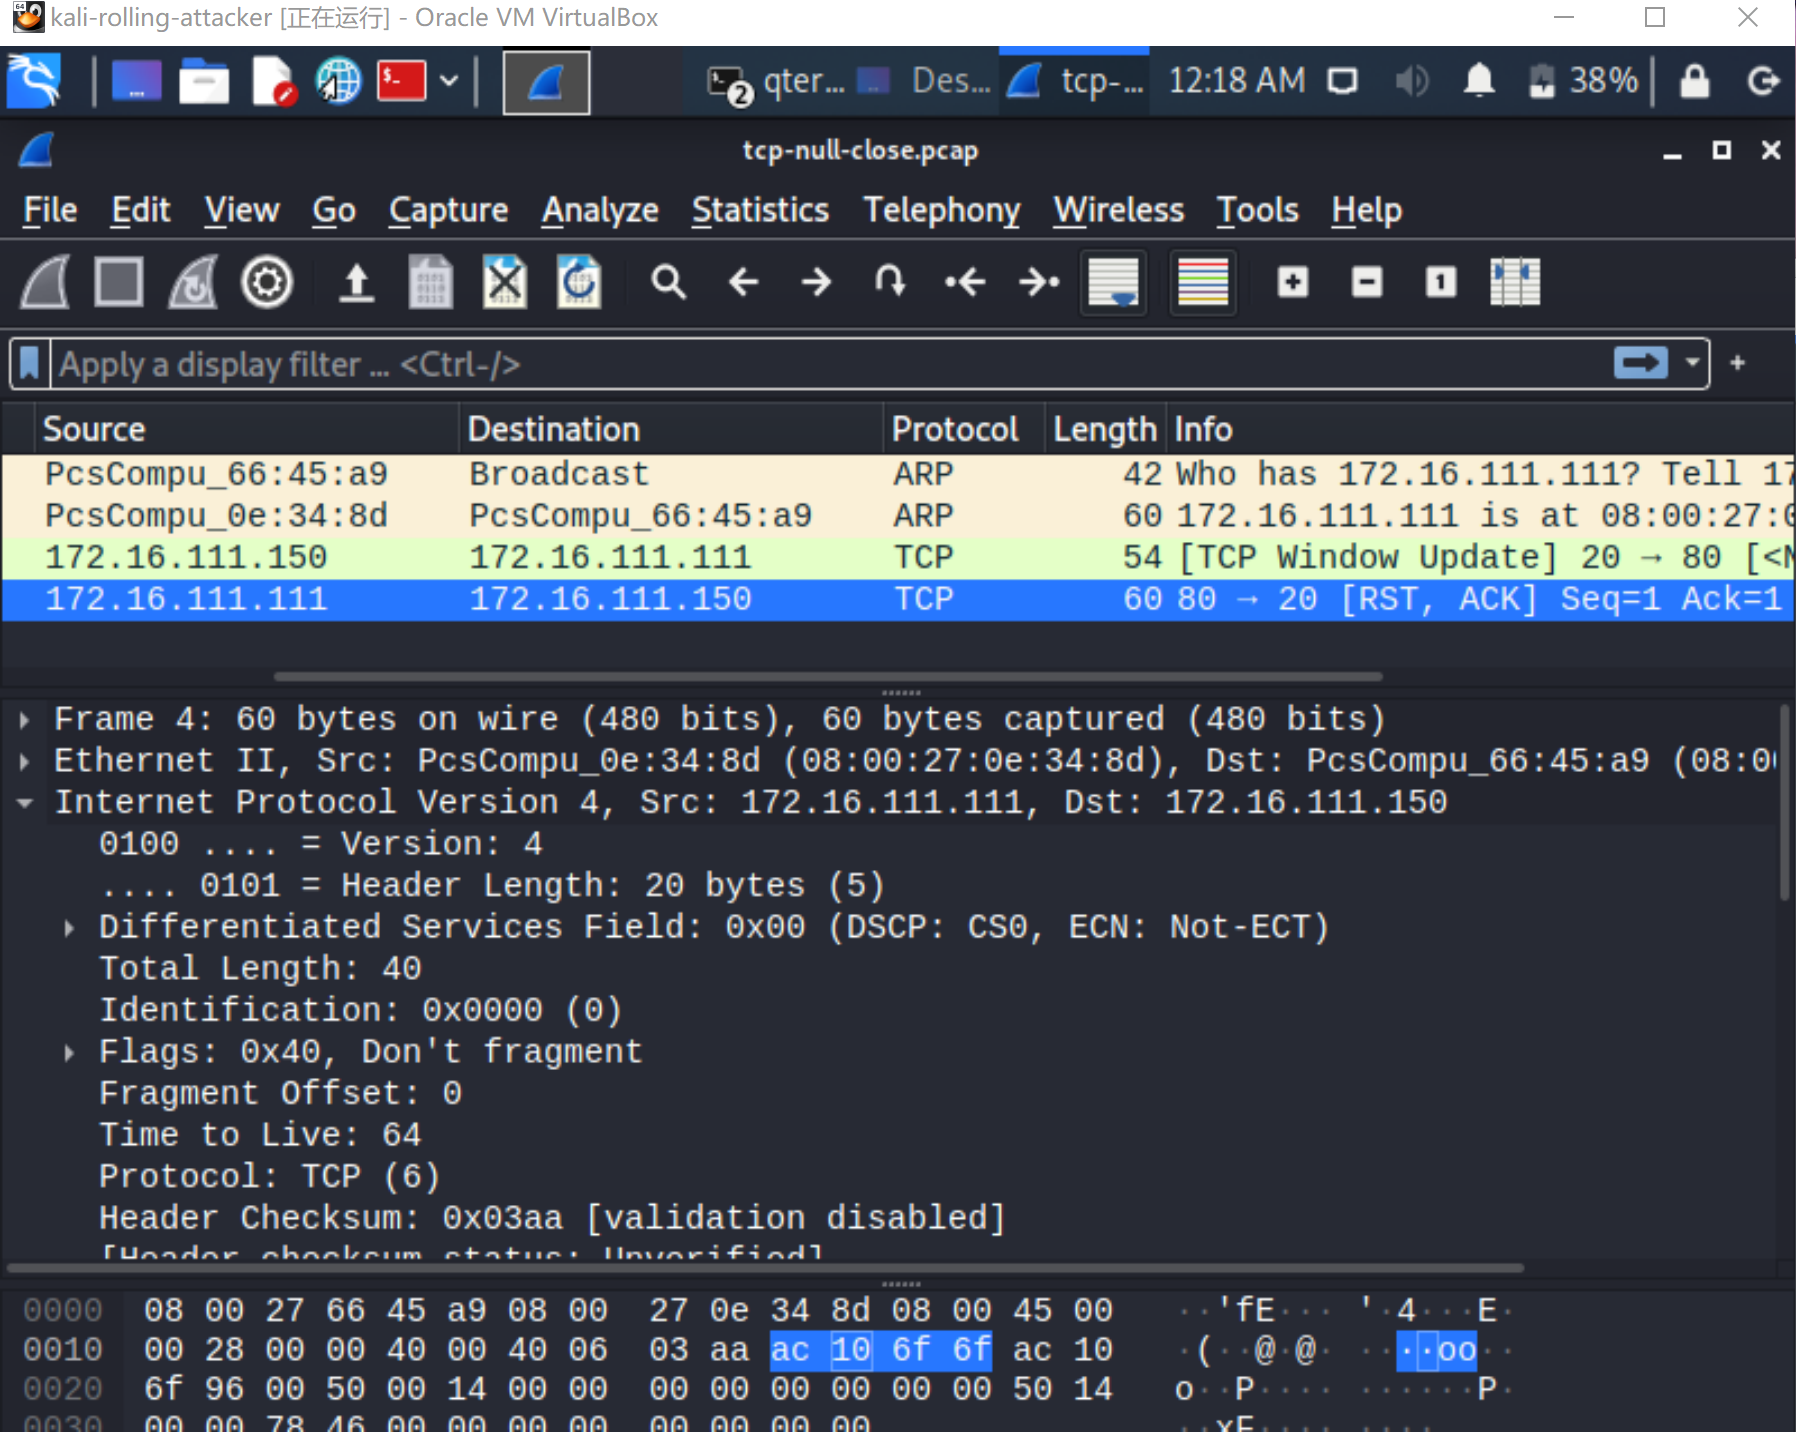 kali-rolling-attacker [正在运行] - Oracle VM VirtualBox
2 qter... Des... tcp-... 12:18 AM 38%
tcp-null-close.pcap
File Edit View Go Capture Analyze Statistics Telephony Wireless Tools Help
Apply a display filter ... <Ctrl-/> +
Source Destination Protocol Length Info
PcsCompu_66:45:a9 Broadcast ARP 42 Who has 172.16.111.111? Tell 17
PcsCompu_0e:34:8d PcsCompu_66:45:a9 ARP 60 172.16.111.111 is at 08:00:27:0
172.16.111.150 172.16.111.111 TCP 54 [TCP Window Update] 20 → 80 [<N
172.16.111.111 172.16.111.150 TCP 60 80 → 20 [RST, ACK] Seq=1 Ack=1
Frame 4: 60 bytes on wire (480 bits), 60 bytes captured (480 bits)
Ethernet II, Src: PcsCompu_0e:34:8d (08:00:27:0e:34:8d), Dst: PcsCompu_66:45:a9 (08:00
Internet Protocol Version 4, Src: 172.16.111.111, Dst: 172.16.111.150
0100 .... = Version: 4
.... 0101 = Header Length: 20 bytes (5)
Differentiated Services Field: 0x00 (DSCP: CS0, ECN: Not-ECT)
Total Length: 40
Identification: 0x0000 (0)
Flags: 0x40, Don't fragment
Fragment Offset: 0
Time to Live: 64
Protocol: TCP (6)
Header Checksum: 0x03aa [validation disabled]
[Header checksum status: Unverified]
0000 08 00 27 66 45 a9 08 00 27 0e 34 8d 08 00 45 00 ··'fE··· '·4···E·
0010 00 28 00 00 40 00 40 06 03 aa ac 10 6f 6f ac 10 ·(··@·@· ····oo··
0020 6f 96 00 50 00 14 00 00 00 00 00 00 00 00 50 14 o··P···· ······P·
0030 00 00 78 46 00 00 00 00 00 00 00 00 ··xF···· ····